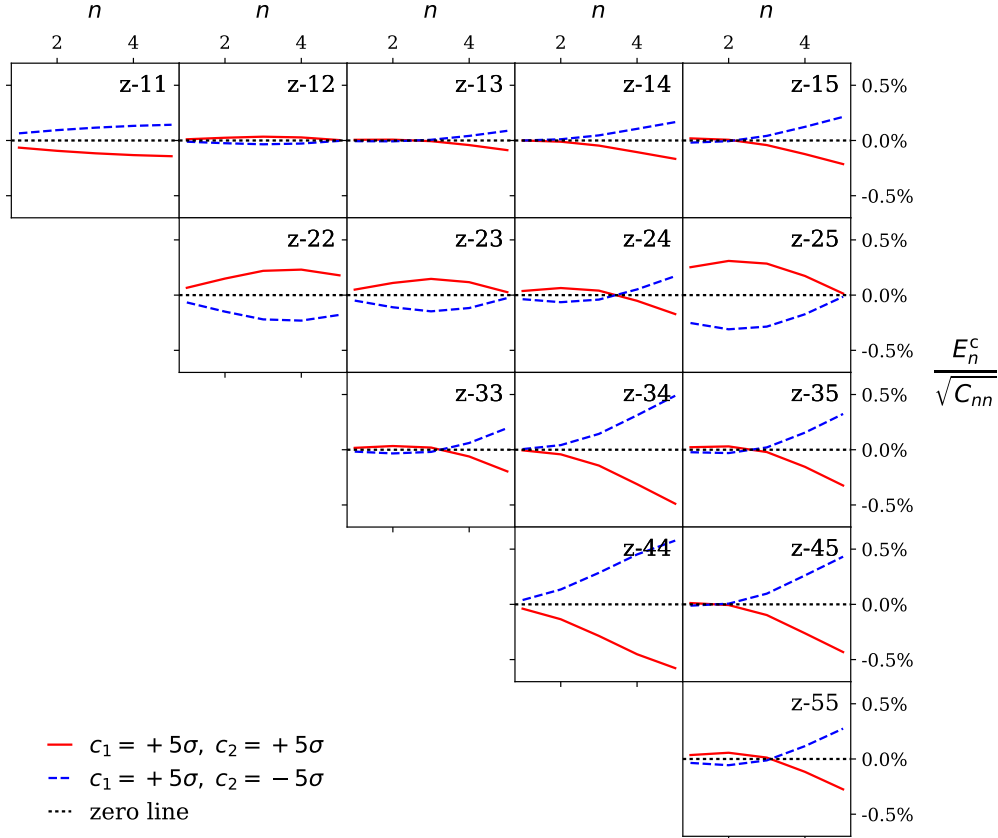 n n n n n
2 4 2 4 2 4 2 4 2 4
z-11 z-12 z-13 z-14 z-15 0.5%
0.0%
-0.5%
z-22 z-23 z-24 z-25 0.5%
0.0%
-0.5%
E_n^c / √C_nn
z-33 z-34 z-35 0.5%
0.0%
-0.5%
z-44 z-45 0.5%
0.0%
-0.5%
z-55 0.5%
0.0%
-0.5%
c₁ = +5σ, c₂ = +5σ
c₁ = +5σ, c₂ = −5σ
zero line